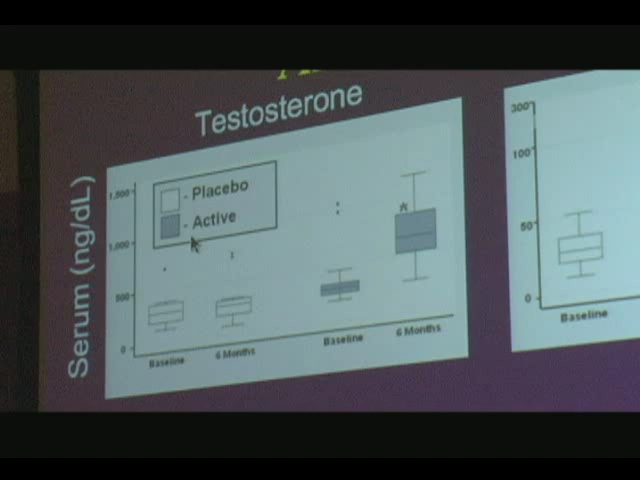 Testosterone
Serum (ng/dL)
1,500
1,000
500
0
- Placebo
- Active
*
Baseline
6 Months
Baseline
6 Months
300
100
50
0
Baseline